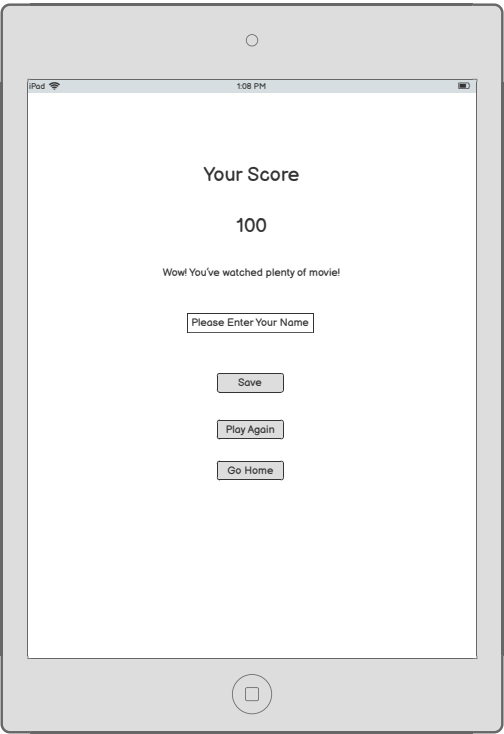 iPad 1:08 PM
Your Score
100
Wow! You've watched plenty of movie!
Please Enter Your Name
Save
Play Again
Go Home